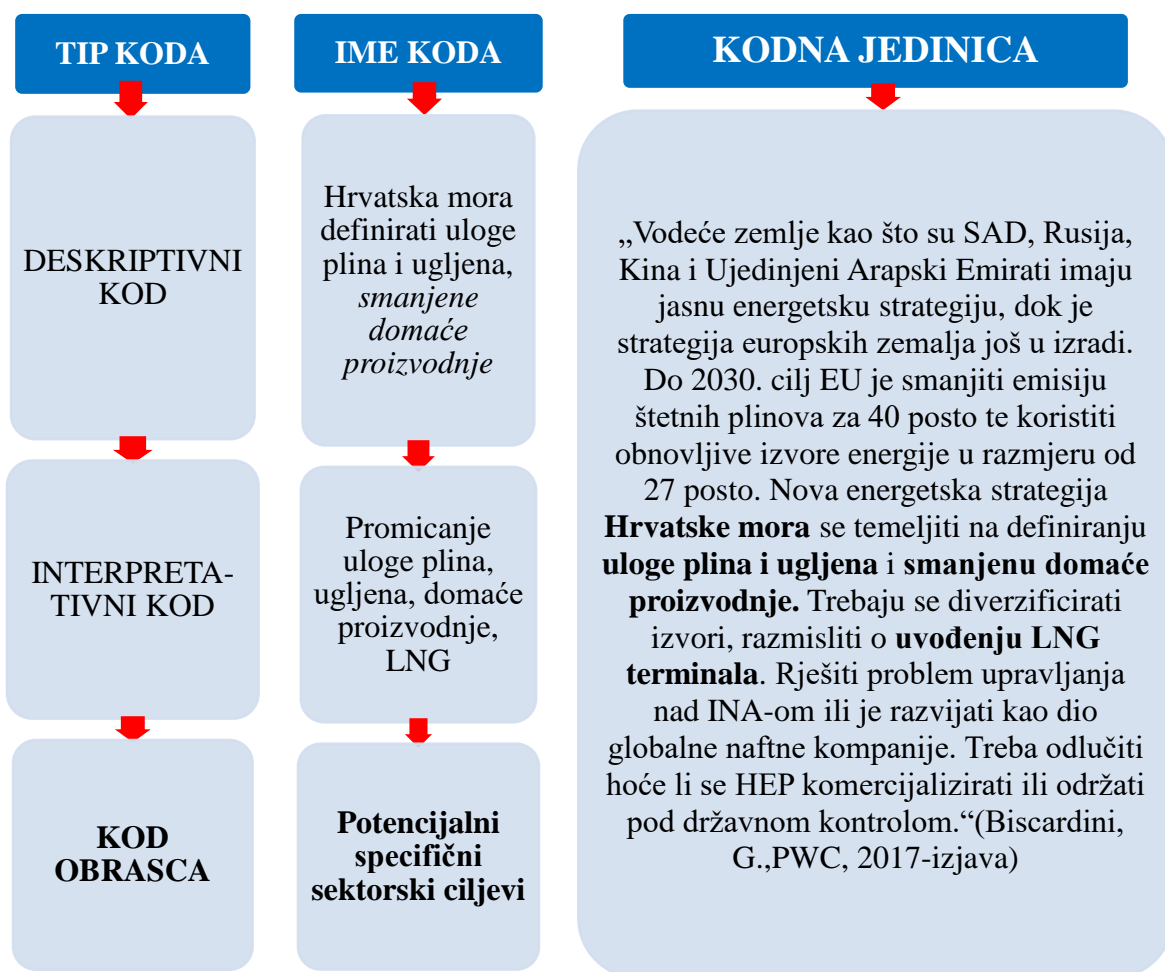 TIP KODA
DESKRIPTIVNI
KOD
INTERPRETA-
TIVNI KOD
KOD
OBRASCA
IME KODA
Hrvatska mora
definirati uloge
plina i ugljena,
smanjene
domaće
proizvodnje
Promicanje
uloge plina,
ugljena, domaće
proizvodnje,
LNG
Potencijalni
specifični
sektorski ciljevi
KODNA JEDINICA
„Vodeće zemlje kao što su SAD, Rusija,
Kina i Ujedinjeni Arapski Emirati imaju
jasnu energetsku strategiju, dok je
strategija europskih zemalja još u izradi.
Do 2030. cilj EU je smanjiti emisiju
štetnih plinova za 40 posto te koristiti
obnovljive izvore energije u razmjeru od
27 posto. Nova energetska strategija
Hrvatske mora se temeljiti na definiranju
uloge plina i ugljena i smanjenu domaće
proizvodnje. Trebaju se diverzificirati
izvori, razmisliti o uvođenju LNG
terminala. Rješiti problem upravljanja
nad INA-om ili je razvijati kao dio
globalne naftne kompanije. Treba odlučiti
hoće li se HEP komercijalizirati ili održati
pod državnom kontrolom.“(Biscardini,
G.,PWC, 2017-izjava)